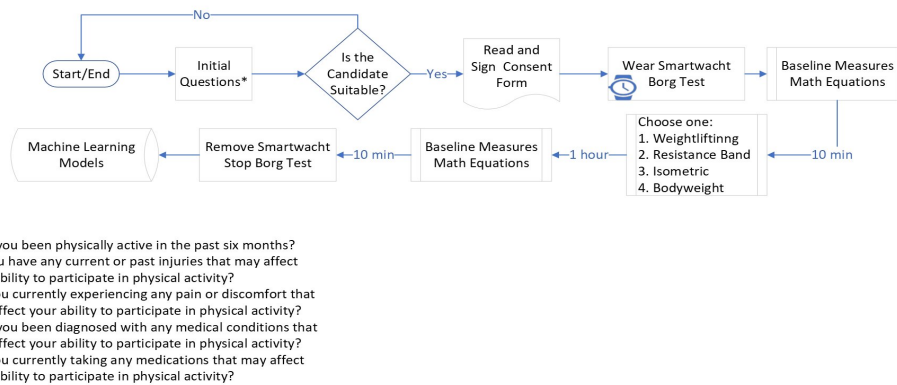 No
Start/End
Initial
Questions*
Is the
Candidate
Suitable?
Yes
Read and
Sign Consent
Form
Wear Smartwacht
Borg Test
Baseline Measures
Math Equations
10 min
Choose one:
1. Weightliftinng
2. Resistance Band
3. Isometric
4. Bodyweight
1 hour
Baseline Measures
Math Equations
10 min
Remove Smartwacht
Stop Borg Test
Machine Learning
Models
you been physically active in the past six months?
have any current or past injuries that may affect
to participate in physical activity?
currently experiencing any pain or discomfort that
your ability to participate in physical activity?
you been diagnosed with any medical conditions that
your ability to participate in physical activity?
currently taking any medications that may affect
to participate in physical activity?